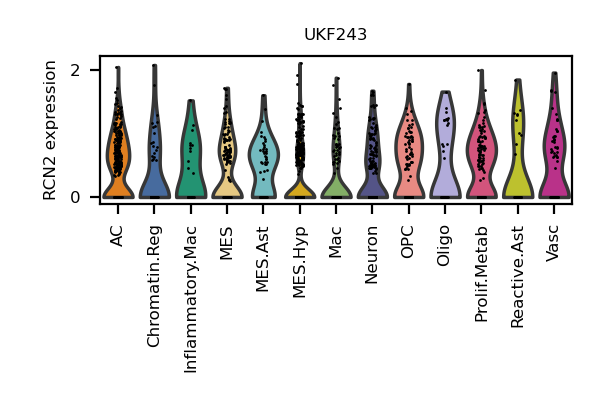 UKF243
RCN2 expression
2
0
AC
Chromatin.Reg
Inflammatory.Mac
MES
MES.Ast
MES.Hyp
Mac
Neuron
OPC
Oligo
Prolif.Metab
Reactive.Ast
Vasc